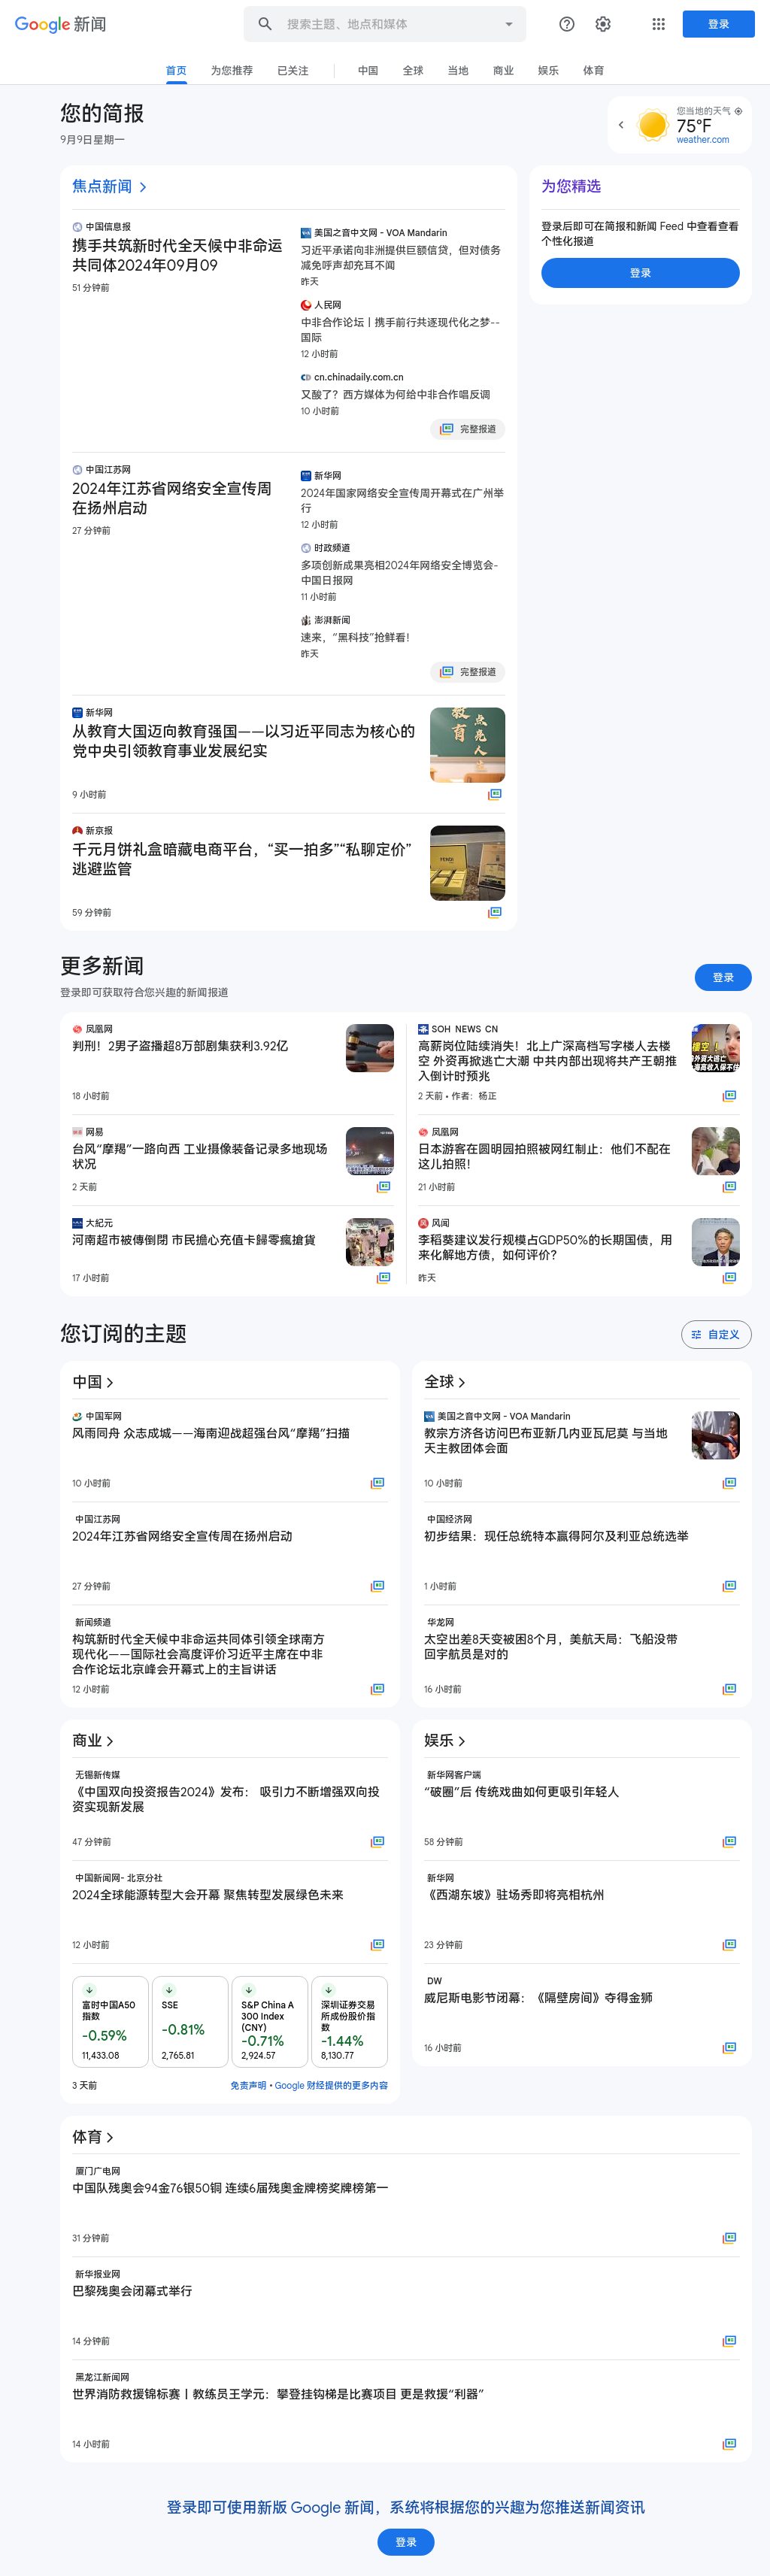 Google 新闻
搜索主题、地点和媒体
登录
首页
为您推荐
已关注
中国
全球
当地
商业
娱乐
体育
您的简报
9月9日星期一
您当地的天气
75°F
weather.com
焦点新闻
中国信息报
携手共筑新时代全天候中非命运
共同体2024年09月09
51 分钟前
美国之音中文网 - VOA Mandarin
习近平承诺向非洲提供巨额信贷，但对债务
减免呼声却充耳不闻
昨天
人民网
中非合作论坛丨携手前行共逐现代化之梦--
国际
12 小时前
cn.chinadaily.com.cn
又酸了？西方媒体为何给中非合作唱反调
10 小时前
完整报道
为您精选
登录后即可在简报和新闻 Feed 中查看查看
个性化报道
登录
中国江苏网
2024年江苏省网络安全宣传周
在扬州启动
27 分钟前
新华网
2024年国家网络安全宣传周开幕式在广州举
行
12 小时前
时政频道
多项创新成果亮相2024年网络安全博览会-
中国日报网
11 小时前
澎湃新闻
速来，“黑科技”抢鲜看！
昨天
完整报道
新华网
从教育大国迈向教育强国——以习近平同志为核心的
党中央引领教育事业发展纪实
9 小时前
教育
点亮人生
新京报
千元月饼礼盒暗藏电商平台，“买一拍多”“私聊定价”
逃避监管
59 分钟前
FENDI
更多新闻
登录即可获取符合您兴趣的新闻报道
登录
凤凰网
判刑！2男子盗播超8万部剧集获利3.92亿
18 小时前
SOH NEWS CN
高薪岗位陆续消失！北上广深高档写字楼人去楼
空 外资再掀逃亡大潮 中共内部出现将共产王朝推
入倒计时预兆
2 天前 • 作者：杨正
网易
台风“摩羯”一路向西 工业摄像装备记录多地现场
状况
2 天前
凤凰网
日本游客在圆明园拍照被网红制止：他们不配在
这儿拍照！
21 小时前
大紀元
河南超市被傳倒閉 市民擔心充值卡歸零瘋搶貨
17 小时前
风闻
李稻葵建议发行规模占GDP50%的长期国债，用
来化解地方债，如何评价？
昨天
您订阅的主题
自定义
中国
中国军网
风雨同舟 众志成城——海南迎战超强台风“摩羯”扫描
10 小时前
中国江苏网
2024年江苏省网络安全宣传周在扬州启动
27 分钟前
新闻频道
构筑新时代全天候中非命运共同体引领全球南方
现代化——国际社会高度评价习近平主席在中非
合作论坛北京峰会开幕式上的主旨讲话
12 小时前
全球
美国之音中文网 - VOA Mandarin
教宗方济各访问巴布亚新几内亚瓦尼莫 与当地
天主教团体会面
10 小时前
中国经济网
初步结果：现任总统特本赢得阿尔及利亚总统选举
1 小时前
华龙网
太空出差8天变被困8个月，美航天局：飞船没带
回宇航员是对的
16 小时前
商业
无锡新传媒
《中国双向投资报告2024》发布： 吸引力不断增强双向投
资实现新发展
47 分钟前
中国新闻网- 北京分社
2024全球能源转型大会开幕 聚焦转型发展绿色未来
12 小时前
富时中国A50
指数
-0.59%
11,433.08
SSE
-0.81%
2,765.81
S&P China A
300 Index
(CNY)
-0.71%
2,924.57
深圳证券交易
所成份股价指
数
-1.44%
8,130.77
3 天前
免责声明 • Google 财经提供的更多内容
娱乐
新华网客户端
“破圈”后 传统戏曲如何更吸引年轻人
58 分钟前
新华网
《西湖东坡》驻场秀即将亮相杭州
23 分钟前
DW
威尼斯电影节闭幕：《隔壁房间》夺得金狮
16 小时前
体育
厦门广电网
中国队残奥会94金76银50铜 连续6届残奥金牌榜奖牌榜第一
31 分钟前
新华报业网
巴黎残奥会闭幕式举行
14 分钟前
黑龙江新闻网
世界消防救援锦标赛丨教练员王学元：攀登挂钩梯是比赛项目 更是救援“利器”
14 小时前
登录即可使用新版 Google 新闻，系统将根据您的兴趣为您推送新闻资讯
登录